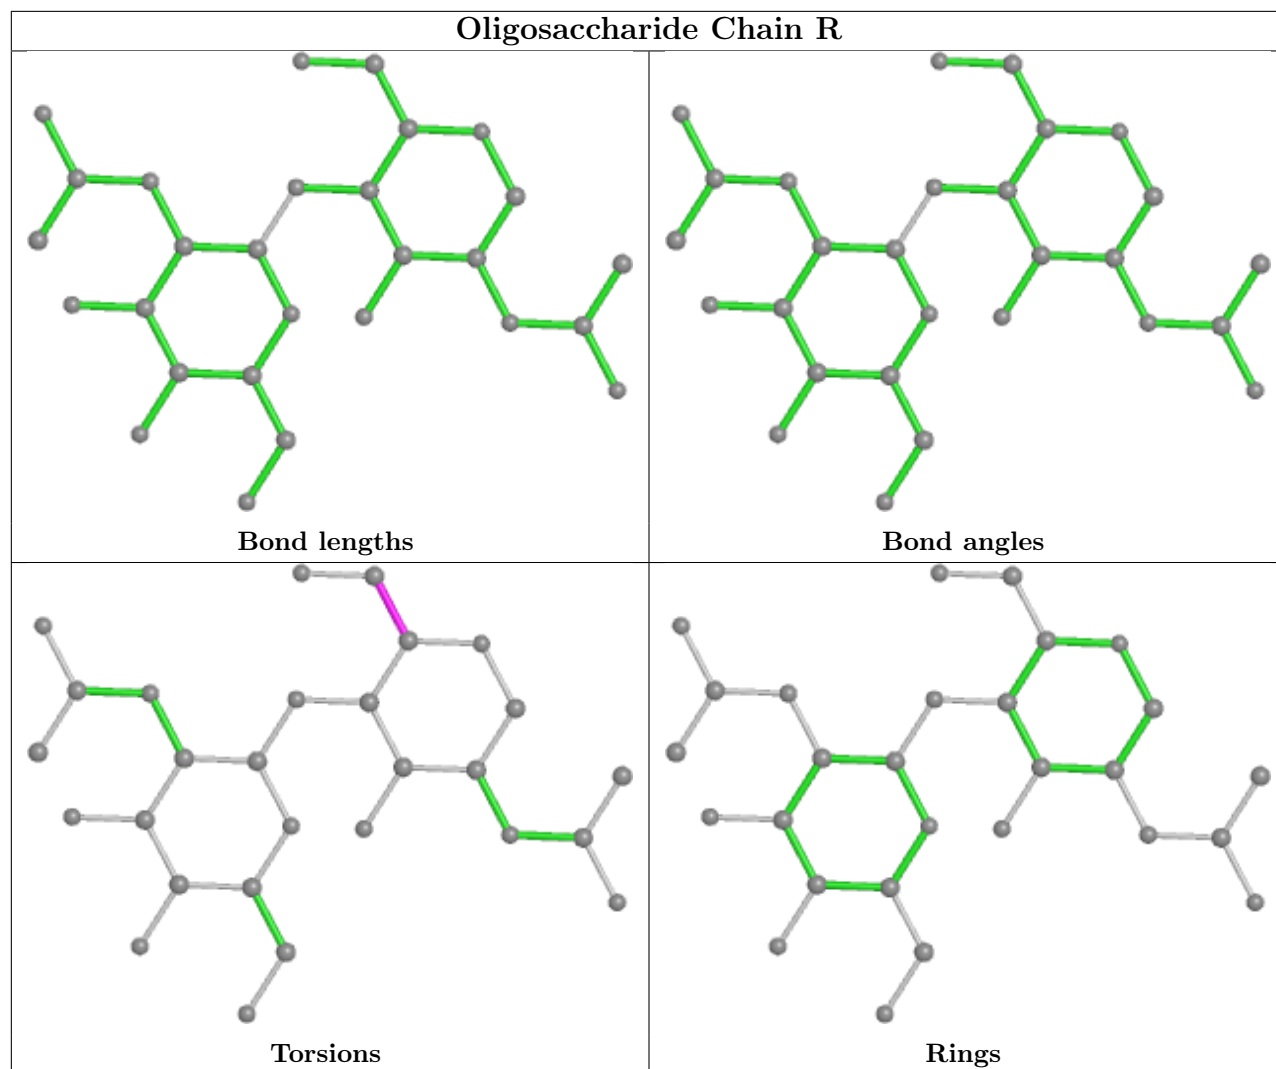 Oligosaccharide Chain R
Bond lengths
Bond angles
Torsions
Rings